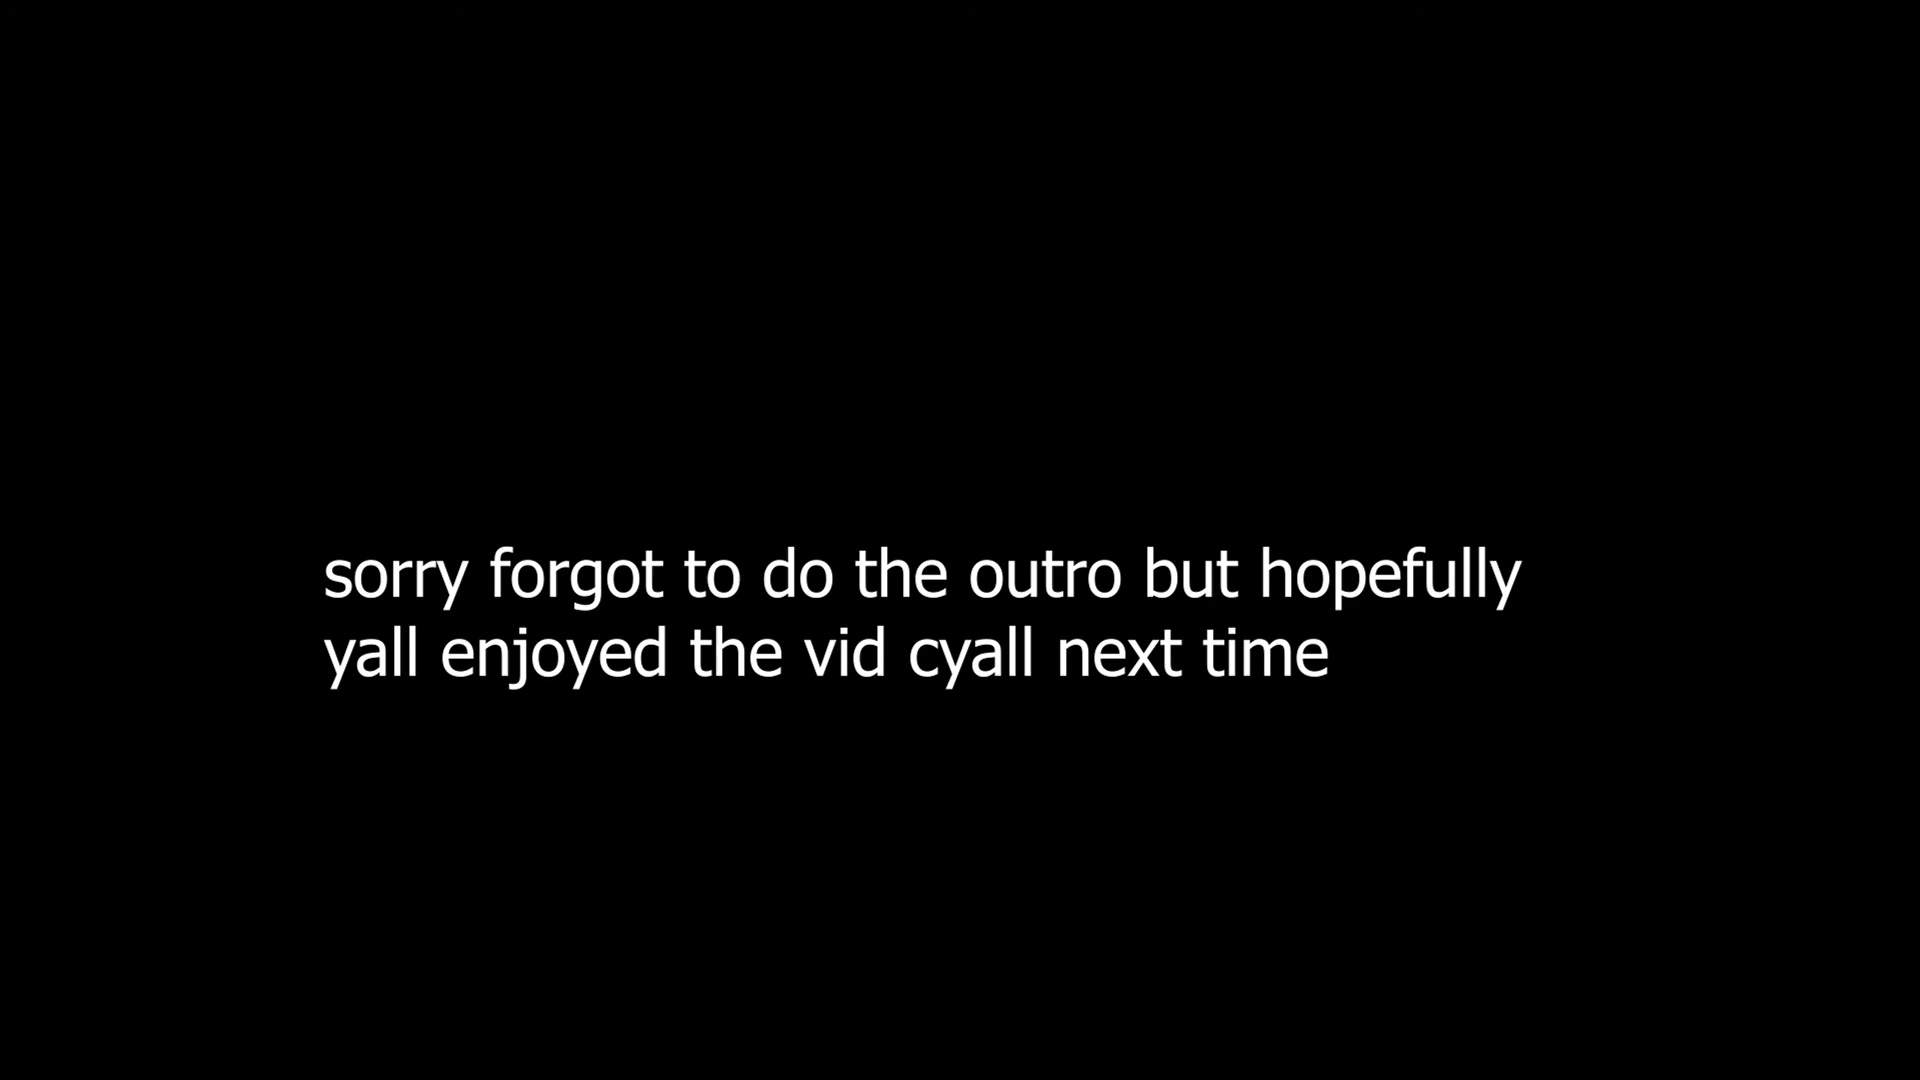 sorry forgot to do the outro but hopefully
yall enjoyed the vid cyall next time